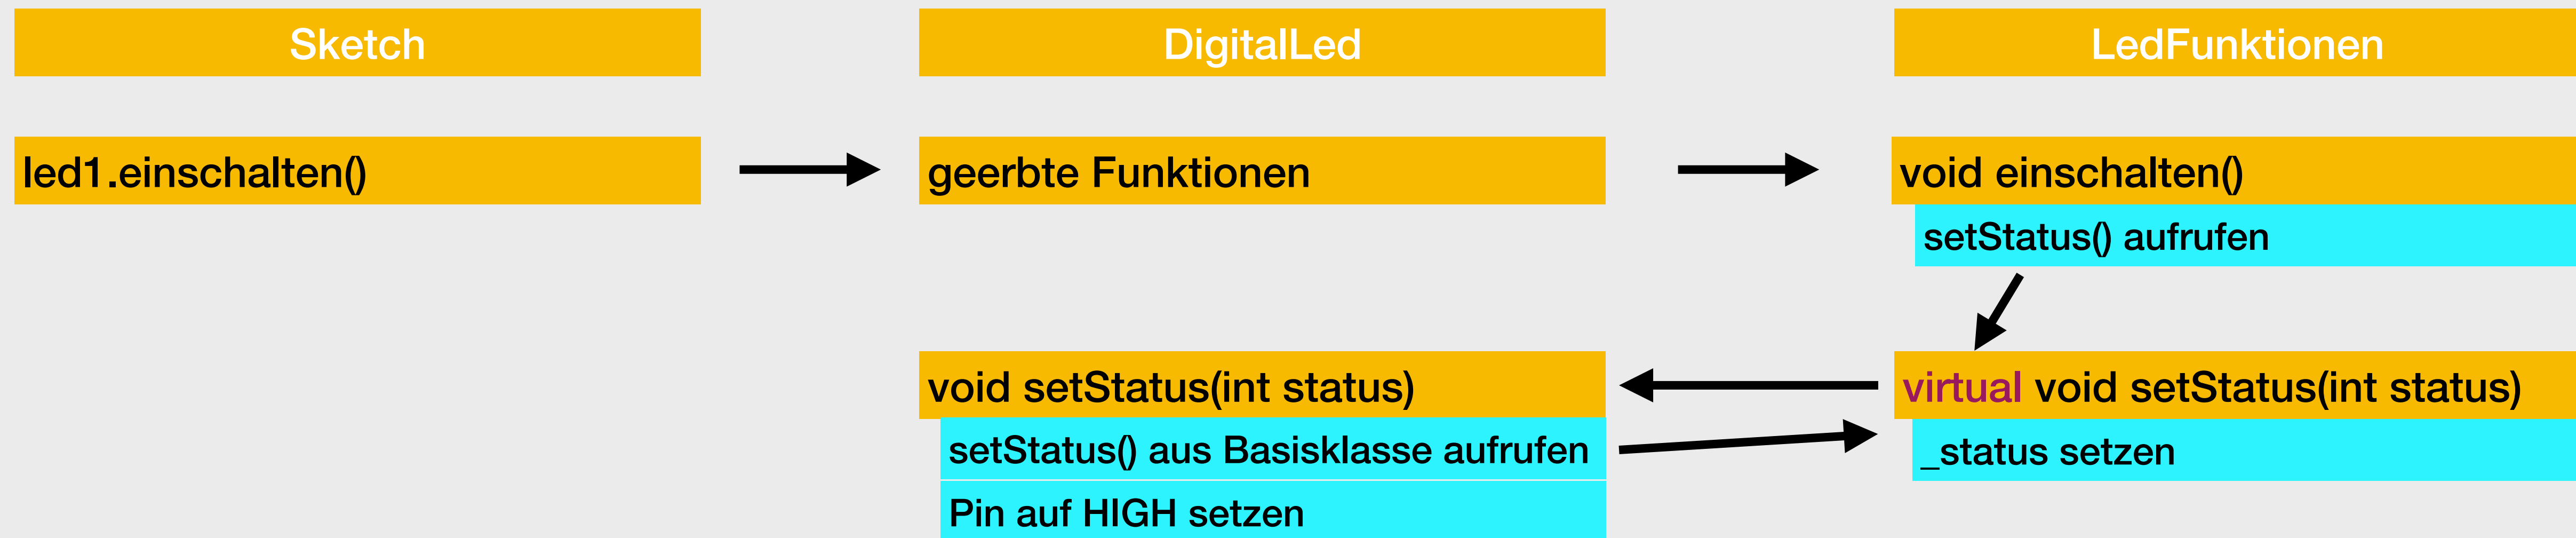 Sketch
DigitalLed
LedFunktionen
led1.einschalten()
geerbte Funktionen
void einschalten()
setStatus() aufrufen
void setStatus(int status)
virtual void setStatus(int status)
setStatus() aus Basisklasse aufrufen
_status setzen
Pin auf HIGH setzen